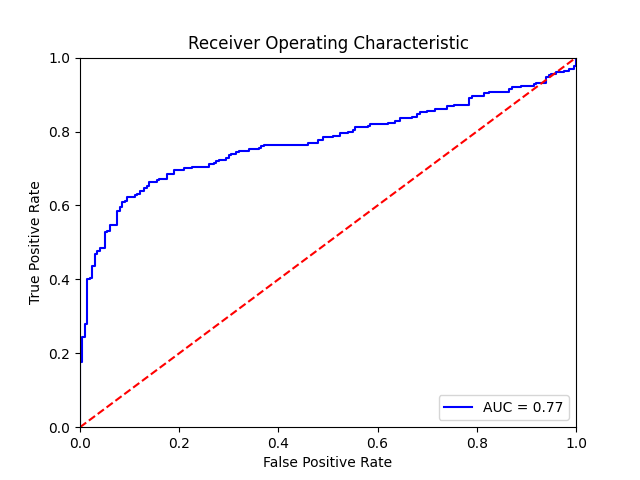 Receiver Operating Characteristic
True Positive Rate
1.0
0.8
0.6
0.4
0.2
0.0
AUC = 0.77
0.0 0.2 0.4 0.6 0.8 1.0
False Positive Rate